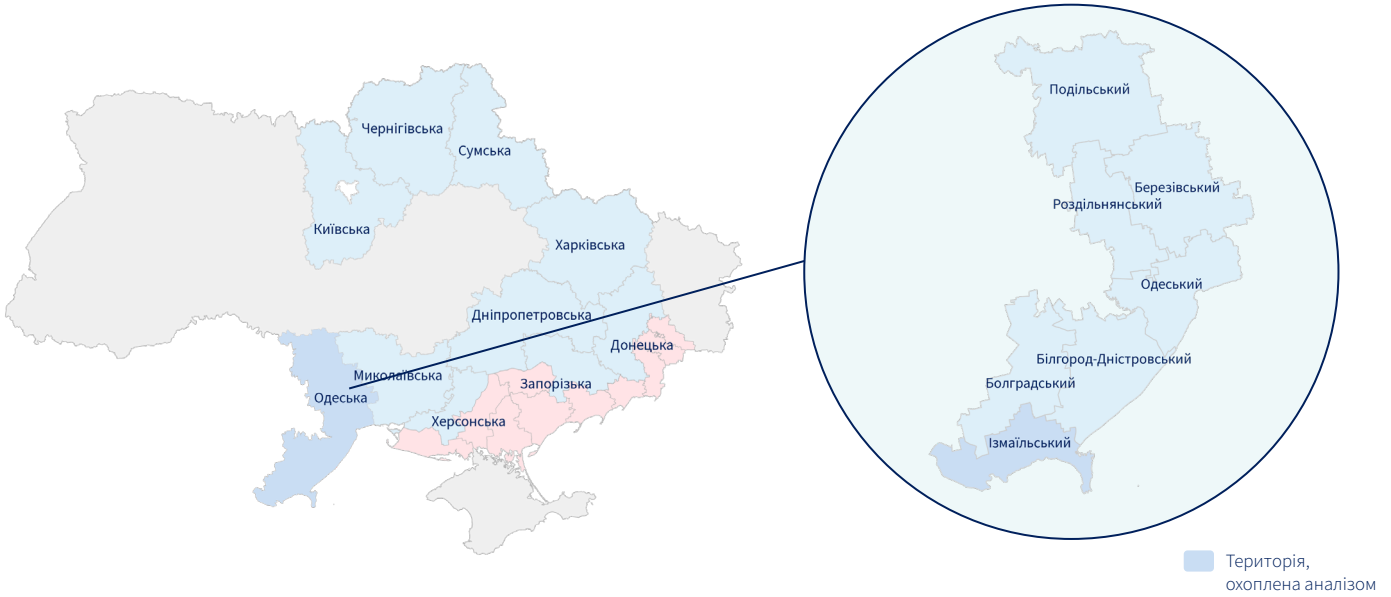 Чернігівська
Сумська
Київська
Харківська
Дніпропетровська
Донецька
Миколаївська
Запорізька
Одеська
Херсонська
Подільський
Березівський
Роздільнянський
Одеський
Білгород-Дністровський
Болградський
Ізмаїльський
Територія,
охоплена аналізом